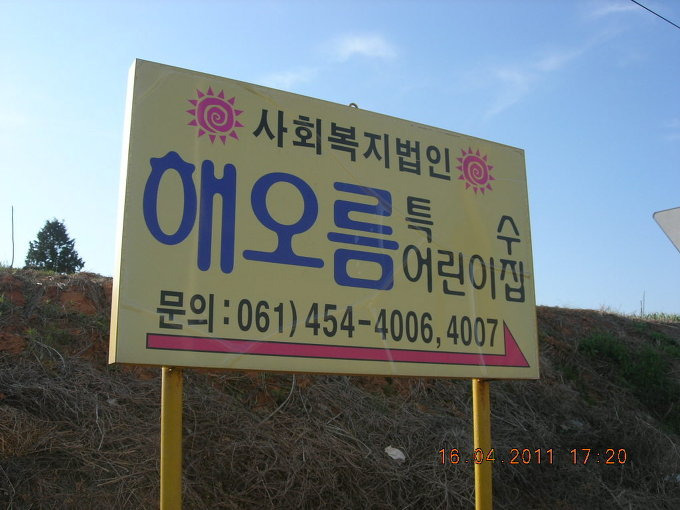 사회복지법인
해오름 특수
어린이집
문의 : 061) 454-4006, 4007
16.04.2011 17:20